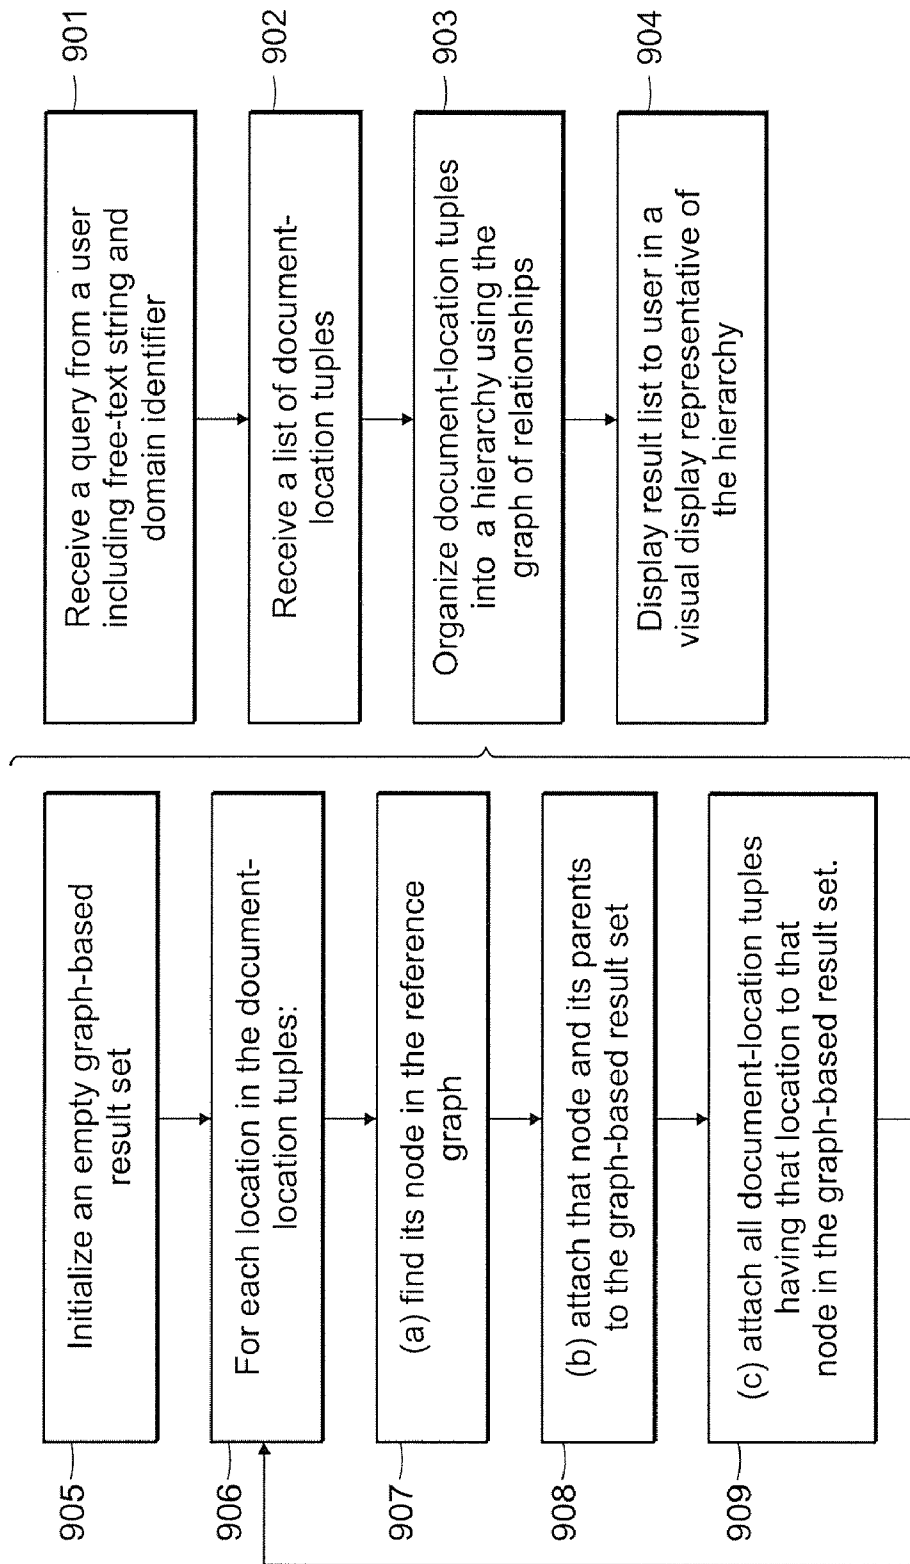 901
Receive a query from a user
including free-text string and
domain identifier
902
Receive a list of document-
location tuples
903
Organize document-location tuples
into a hierarchy using the
graph of relationships
904
Display result list to user in a
visual display representative of
the hierarchy
905
Initialize an empty graph-based
result set
906
For each location in the document-
location tuples:
907
(a) find its node in the reference
graph
908
(b) attach that node and its parents
to the graph-based result set
909
(c) attach all document-location tuples
having that location to that
node in the graph-based result set.